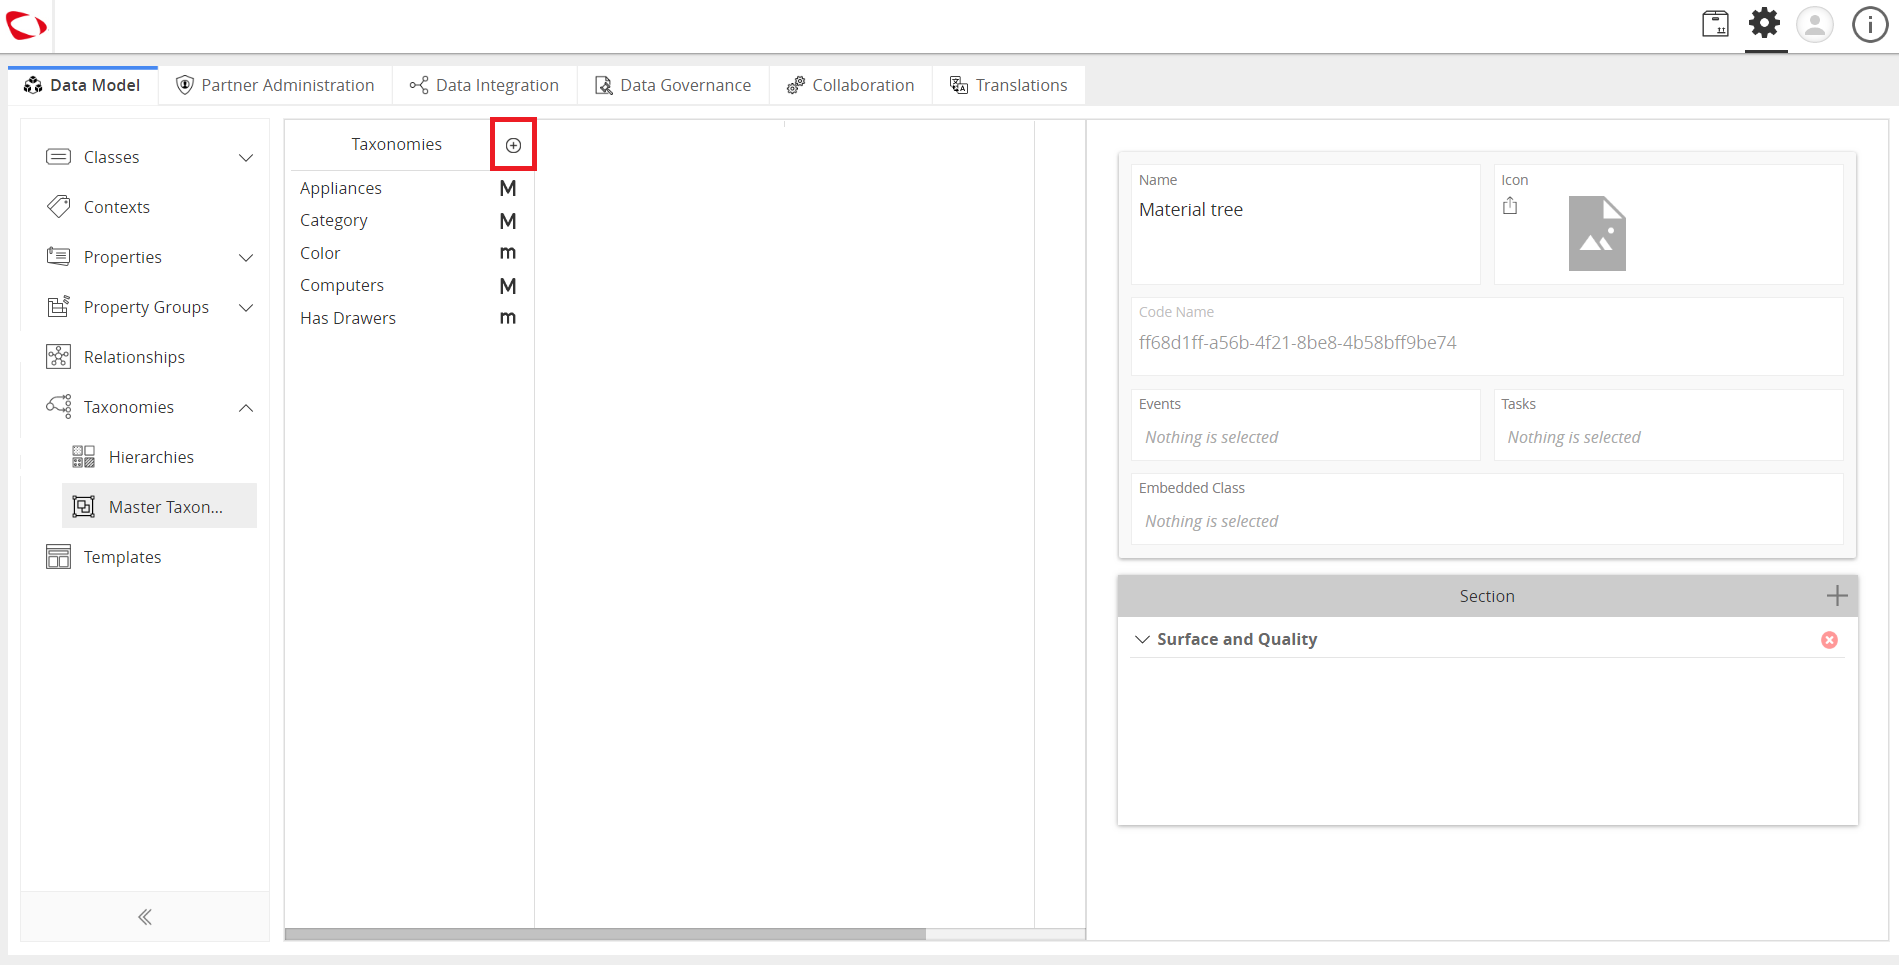 Data Model
Partner Administration
Data Integration
Data Governance
Collaboration
Translations
Classes
Contexts
Properties
Property Groups
Relationships
Taxonomies
Hierarchies
Master Taxon...
Templates
Taxonomies
Appliances M
Category M
Color m
Computers M
Has Drawers m
Name
Material tree
Icon
Code Name
ff68d1ff-a56b-4f21-8be8-4b58bff9be74
Events
Nothing is selected
Tasks
Nothing is selected
Embedded Class
Nothing is selected
Section
Surface and Quality